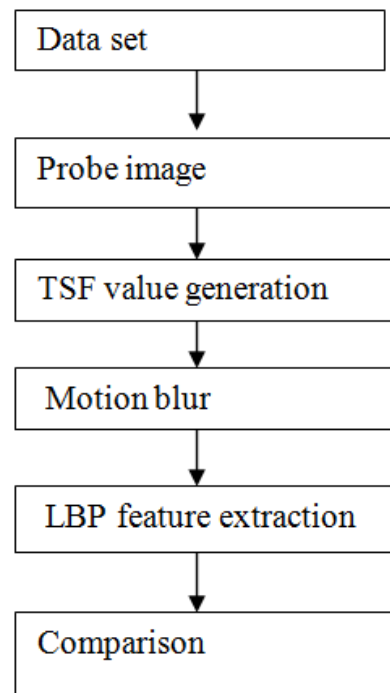 Data set
Probe image
TSF value generation
Motion blur
LBP feature extraction
Comparison